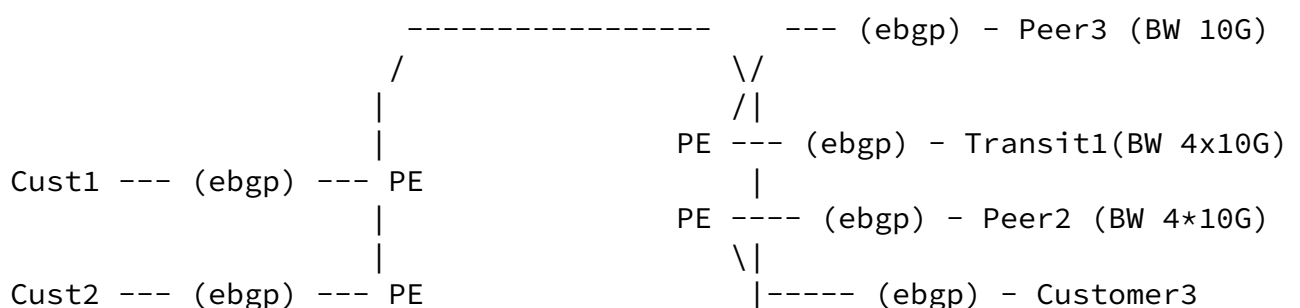 ----------------- --- (ebgp) - Peer3 (BW 10G)
/ \/
| /|
| PE --- (ebgp) - Transit1(BW 4x10G)
Cust1 --- (ebgp) --- PE |
| PE ---- (ebgp) - Peer2 (BW 4*10G)
| \|
Cust2 --- (ebgp) --- PE |----- (ebgp) - Customer3